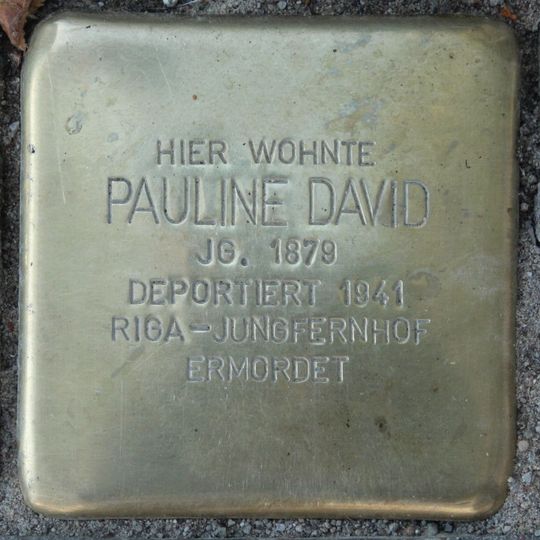 HIER WOHNTE
PAULINE DAVID
JG. 1879
DEPORTIERT 1941
RIGA-JUNGFERNHOF
ERMORDET